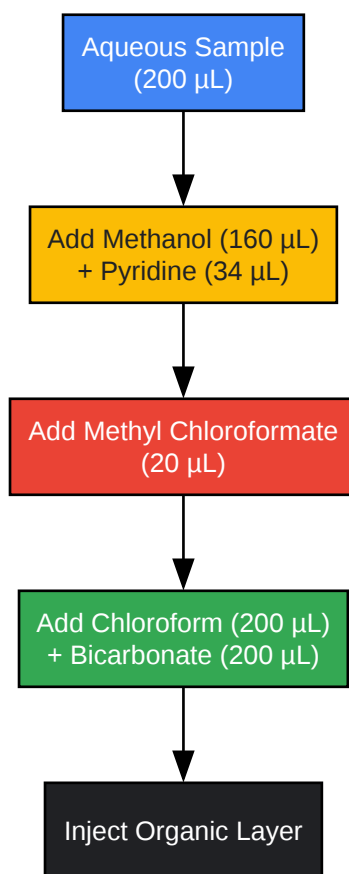 Aqueous Sample
(200 µL)
Add Methanol (160 µL)
+ Pyridine (34 µL)
Add Methyl Chloroformate
(20 µL)
Add Chloroform (200 µL)
+ Bicarbonate (200 µL)
Inject Organic Layer